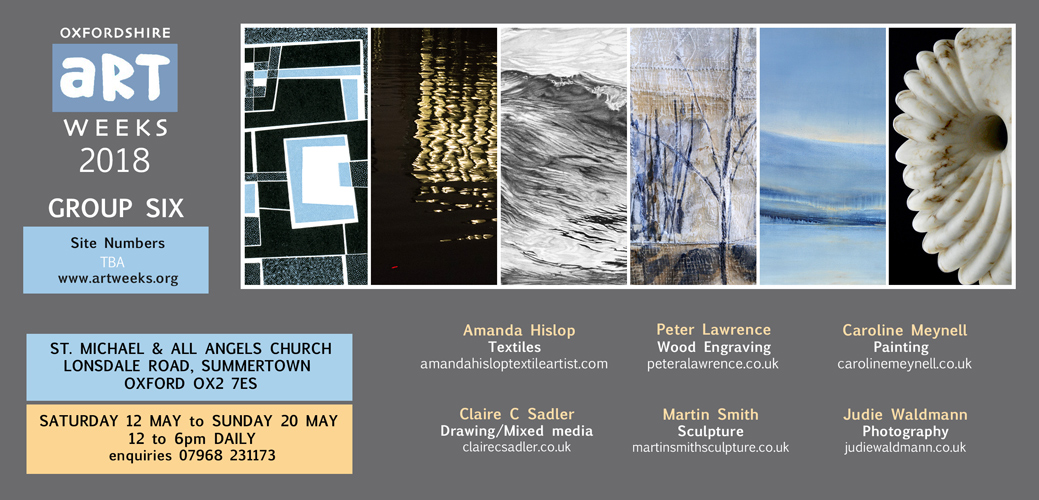 OXFORDSHIRE
aRT
WEEKS
2018
GROUP SIX
Site Numbers
TBA
www.artweeks.org
ST. MICHAEL & ALL ANGELS CHURCH
LONSDALE ROAD, SUMMERTOWN
OXFORD OX2 7ES
SATURDAY 12 MAY to SUNDAY 20 MAY
12 to 6pm DAILY
enquiries 07968 231173
Amanda Hislop
Textiles
amandahisloptextileartist.com
Peter Lawrence
Wood Engraving
peteralawrence.co.uk
Caroline Meynell
Painting
carolinemeynell.co.uk
Claire C Sadler
Drawing/Mixed media
clairecsadler.co.uk
Martin Smith
Sculpture
martinsmithsculpture.co.uk
Judie Waldmann
Photography
judiewaldmann.co.uk